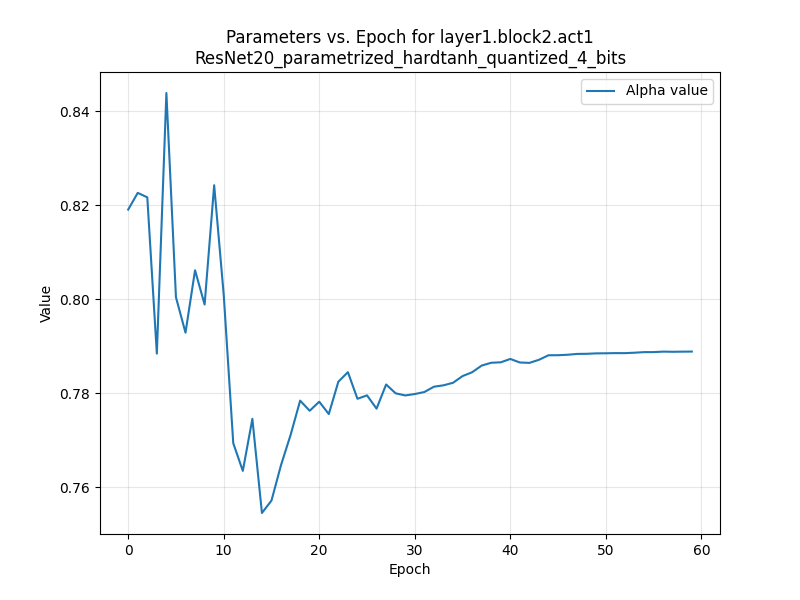 Parameters vs. Epoch for layer1.block2.act1
ResNet20_parametrized_hardtanh_quantized_4_bits
Alpha value
0.84
0.82
0.80
0.78
0.76
Value
0
10
20
30
40
50
60
Epoch